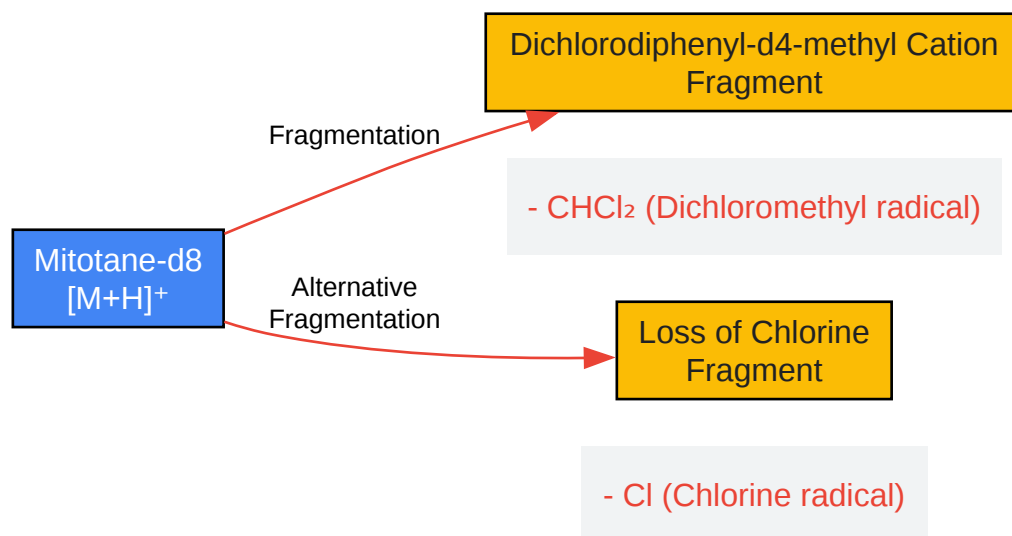 Dichlorodiphenyl-d4-methyl Cation
Fragment
Fragmentation
- CHCl₂ (Dichloromethyl radical)
Mitotane-d8
[M+H]⁺
Alternative
Fragmentation
Loss of Chlorine
Fragment
- Cl (Chlorine radical)